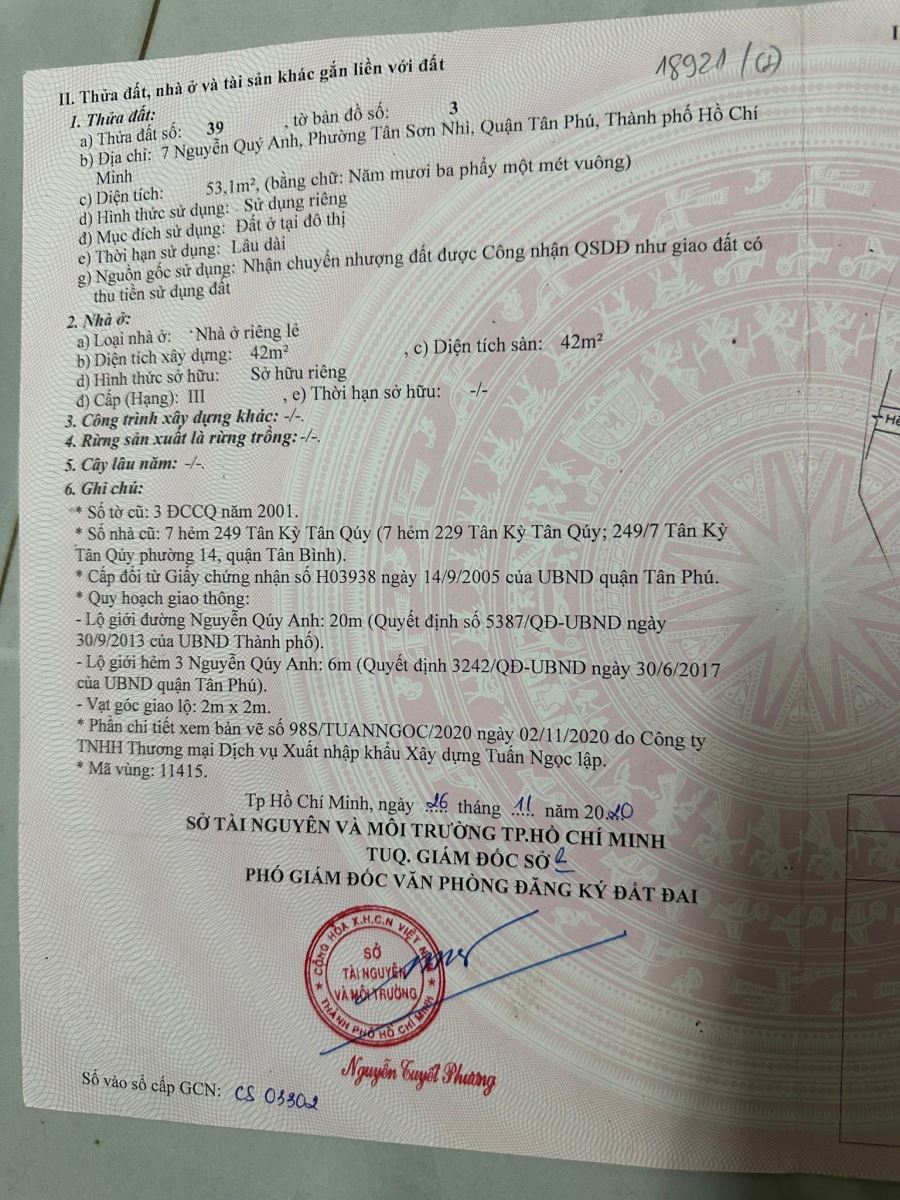 18921 / (2)
II. Thửa đất, nhà ở và tài sản khác gắn liền với đất
1. Thửa đất:
a) Thửa đất số: 39 , tờ bản đồ số: 3
b) Địa chỉ: 7 Nguyễn Quý Anh, Phường Tân Sơn Nhì, Quận Tân Phú, Thành phố Hồ Chí
Minh
c) Diện tích: 53,1m², (bằng chữ: Năm mươi ba phẩy một mét vuông)
d) Hình thức sử dụng: Sử dụng riêng
đ) Mục đích sử dụng: Đất ở tại đô thị
e) Thời hạn sử dụng: Lâu dài
g) Nguồn gốc sử dụng: Nhận chuyển nhượng đất được Công nhận QSDĐ như giao đất có
thu tiền sử dụng đất
2. Nhà ở:
a) Loại nhà ở: Nhà ở riêng lẻ
b) Diện tích xây dựng: 42m² , c) Diện tích sàn: 42m²
d) Hình thức sở hữu: Sở hữu riêng
đ) Cấp (Hạng): III , e) Thời hạn sở hữu: -/-
3. Công trình xây dựng khác: -/-.
4. Rừng sản xuất là rừng trồng: -/-.
5. Cây lâu năm: -/-.
6. Ghi chú:
* Số tờ cũ: 3 ĐCCQ năm 2001.
* Số nhà cũ: 7 hẻm 249 Tân Kỳ Tân Qúy (7 hẻm 229 Tân Kỳ Tân Qúy; 249/7 Tân Kỳ
Tân Qúy phường 14, quận Tân Bình).
* Cấp đổi từ Giấy chứng nhận số H03938 ngày 14/9/2005 của UBND quận Tân Phú.
* Quy hoạch giao thông:
- Lộ giới đường Nguyễn Qúy Anh: 20m (Quyết định số 5387/QĐ-UBND ngày
30/9/2013 của UBND Thành phố).
- Lộ giới hẻm 3 Nguyễn Qúy Anh: 6m (Quyết định 3242/QĐ-UBND ngày 30/6/2017
của UBND quận Tân Phú).
- Vạt góc giao lộ: 2m x 2m.
* Phần chi tiết xem bản vẽ số 98S/TUANNGOC/2020 ngày 02/11/2020 do Công ty
TNHH Thương mại Dịch vụ Xuất nhập khẩu Xây dựng Tuấn Ngọc lập.
* Mã vùng: 11415.
Tp Hồ Chí Minh, ngày 26 tháng 11 năm 2020
SỞ TÀI NGUYÊN VÀ MÔI TRƯỜNG TP.HỒ CHÍ MINH
TUQ. GIÁM ĐỐC SỞ
PHÓ GIÁM ĐỐC VĂN PHÒNG ĐĂNG KÝ ĐẤT ĐAI
CỘNG HÒA X.H.C.N VIỆT NAM
SỞ
TÀI NGUYÊN
VÀ MÔI TRƯỜNG
THÀNH PHỐ HỒ CHÍ MINH
Nguyễn Tuyết Phương
Số vào sổ cấp GCN: CS 03302